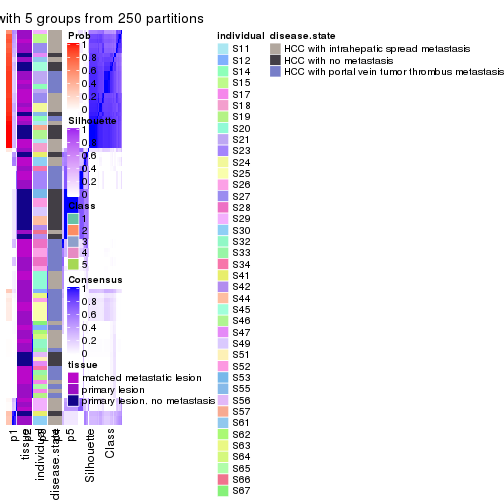 with 5 groups from 250 partitions
Prob
1
0.8
0.6
0.4
0.2
0
Silhouette
1
0.8
0.6
0.4
0.2
0
Class
1
2
3
4
5
Consensus
1
0.8
0.6
0.4
0.2
0
tissue
matched metastatic lesion
primary lesion
primary lesion. no metastasis
individual
S11
S12
S14
S15
S17
S18
S19
S20
S21
S23
S24
S25
S26
S27
S28
S29
S30
S32
S33
S34
S41
S42
S44
S45
S46
S47
S49
S51
S52
S53
S55
S56
S57
S61
S62
S63
S64
S65
S66
S67
disease.state
HCC with intrahepatic spread metastasis
HCC with no metastasis
HCC with portal vein tumor thrombus metastasis
p1
tissue
individual
disease.state
p5
Silhouette
Class